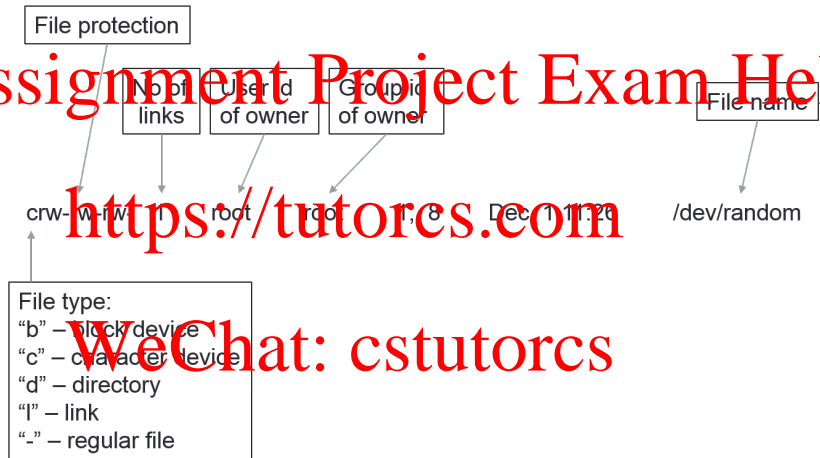 File protection
ssignment Project Exam He
No of
links
User id
of owner
Group id
of owner
File name
crw-rw-rw- 1 root root 1, 8 Dec 1 11:26 /dev/random
https://tutorcs.com
File type:
“b” – block device
“c” – character device
“d” – directory
“l” – link
“-” – regular file
WeChat: cstutorcs